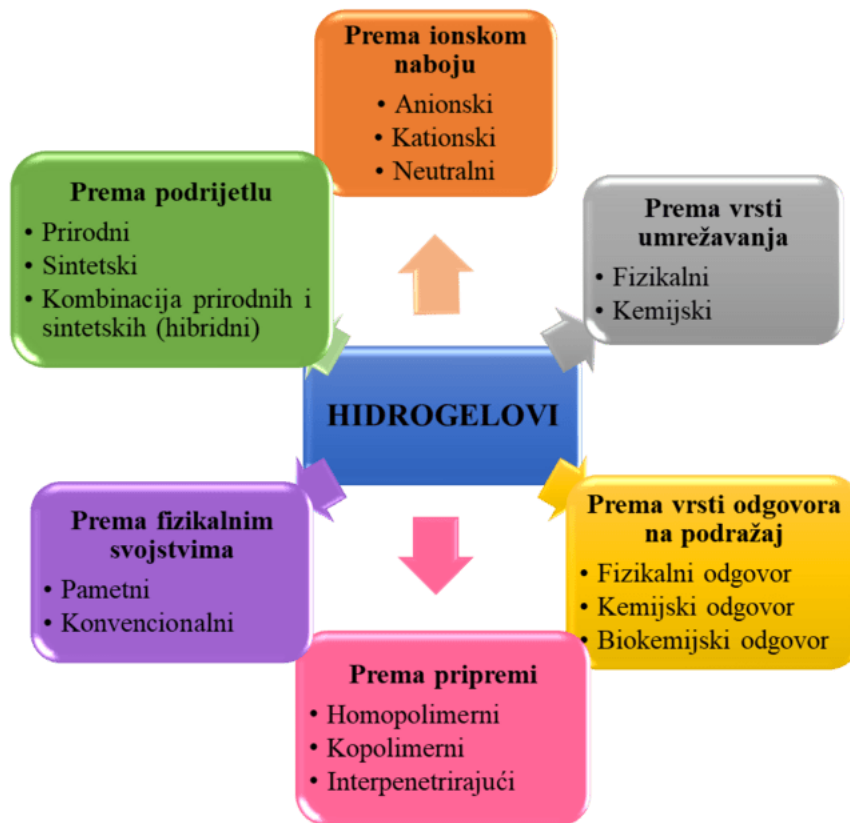 Prema ionskom
naboju
• Anionski
• Kationski
• Neutralni
Prema podrijetlu
• Prirodni
• Sintetski
• Kombinacija prirodnih i
sintetskih (hibridni)
Prema vrsti
umrežavanja
• Fizikalni
• Kemijski
HIDROGELOVI
Prema fizikalnim
svojstvima
• Pametni
• Konvencionalni
Prema vrsti odgovora
na podražaj
• Fizikalni odgovor
• Kemijski odgovor
• Biokemijski odgovor
Prema pripremi
• Homopolimerni
• Kopolimerni
• Interpenetrirajući